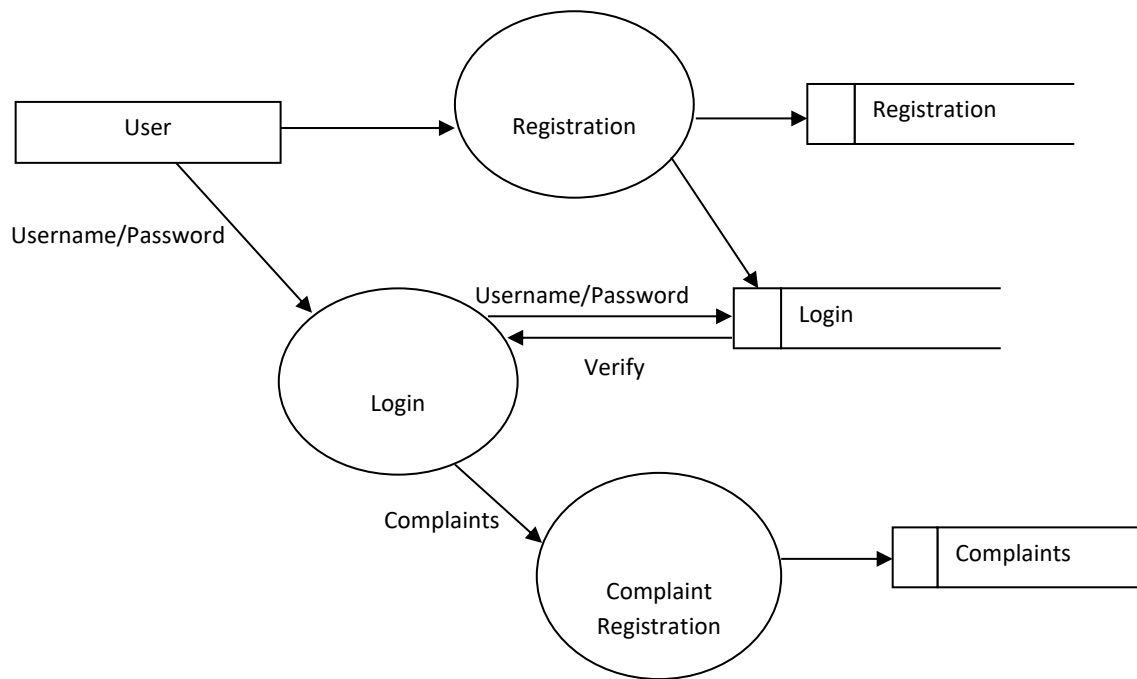 User
Registration
Registration
Username/Password
Username/Password
Login
Verify
Login
Complaints
Complaints
Complaint
Registration